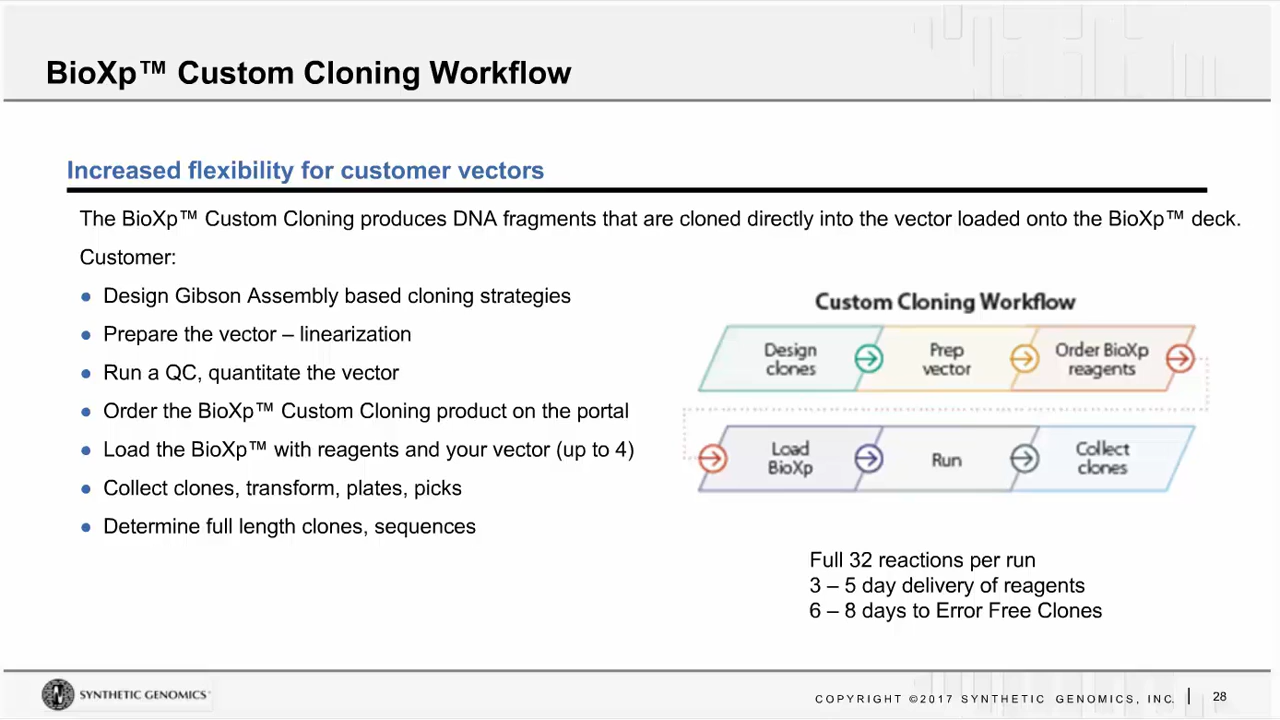 BioXp™ Custom Cloning Workflow
Increased flexibility for customer vectors
The BioXp™ Custom Cloning produces DNA fragments that are cloned directly into the vector loaded onto the BioXp™ deck.
Customer:
● Design Gibson Assembly based cloning strategies
● Prepare the vector – linearization
● Run a QC, quantitate the vector
● Order the BioXp™ Custom Cloning product on the portal
● Load the BioXp™ with reagents and your vector (up to 4)
● Collect clones, transform, plates, picks
● Determine full length clones, sequences
Custom Cloning Workflow
Design
clones
Prep
vector
Order BioXp
reagents
Load
BioXp
Run
Collect
clones
Full 32 reactions per run
3 – 5 day delivery of reagents
6 – 8 days to Error Free Clones
SYNTHETIC GENOMICS
COPYRIGHT ©2017 SYNTHETIC GENOMICS, INC. | 28